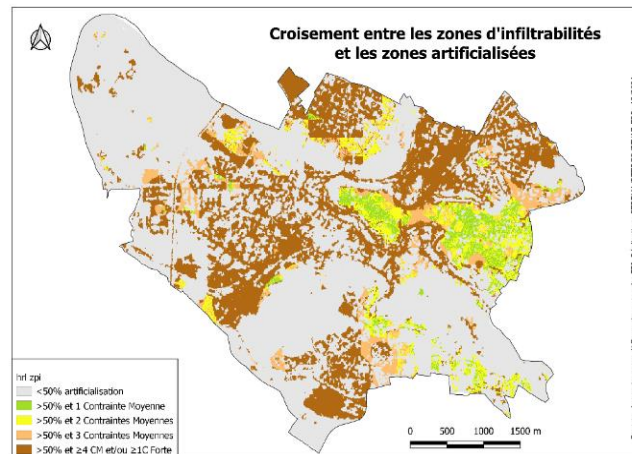 Croisement entre les zones d'infiltrabilités
et les zones artificialisées
hrl zpi
<50% artificialisation
>50% et 1 Contrainte Moyenne
>50% et 2 Contraintes Moyennes
>50% et 3 Contraintes Moyennes
>50% et ≥4 CM et/ou ≥1C Forte
0 500 1000 1500 m